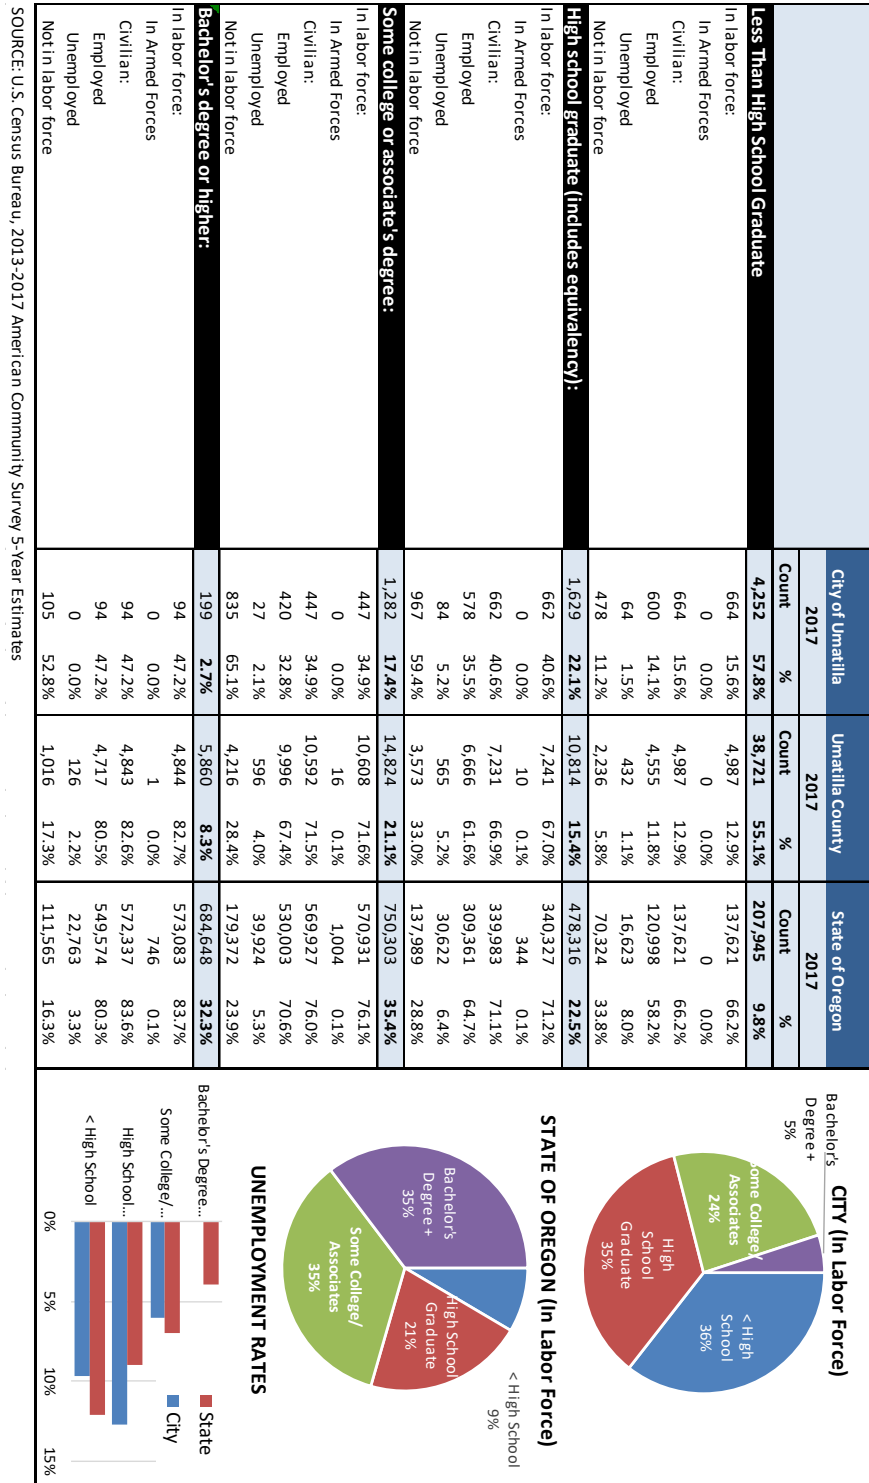 City of Umatilla Umatilla County State of Oregon
2017 2017 2017
Count % Count % Count %
Less Than High School Graduate 4,252 57.8% 38,721 55.1% 207,945 9.8%
In labor force: 664 15.6% 4,987 12.9% 137,621 66.2%
In Armed Forces 0 0.0% 0 0.0% 0 0.0%
Civilian: 664 15.6% 4,987 12.9% 137,621 66.2%
Employed 600 14.1% 4,555 11.8% 120,998 58.2%
Unemployed 64 1.5% 432 1.1% 16,623 8.0%
Not in labor force 478 11.2% 2,236 5.8% 70,324 33.8%
High school graduate (includes equivalency): 1,629 22.1% 10,814 15.4% 478,316 22.5%
In labor force: 662 40.6% 7,241 67.0% 340,327 71.2%
In Armed Forces 0 0.0% 10 0.1% 344 0.1%
Civilian: 662 40.6% 7,231 66.9% 339,983 71.1%
Employed 578 35.5% 6,666 61.6% 309,361 64.7%
Unemployed 84 5.2% 565 5.2% 30,622 6.4%
Not in labor force 967 59.4% 3,573 33.0% 137,989 28.8%
Some college or associate's degree: 1,282 17.4% 14,824 21.1% 750,303 35.4%
In labor force: 447 34.9% 10,608 71.6% 570,931 76.1%
In Armed Forces 0 0.0% 16 0.1% 1,004 0.1%
Civilian: 447 34.9% 10,592 71.5% 569,927 76.0%
Employed 420 32.8% 9,996 67.4% 530,003 70.6%
Unemployed 27 2.1% 596 4.0% 39,924 5.3%
Not in labor force 835 65.1% 4,216 28.4% 179,372 23.9%
Bachelor's degree or higher: 199 2.7% 5,860 8.3% 684,648 32.3%
In labor force: 94 47.2% 4,844 82.7% 573,083 83.7%
In Armed Forces 0 0.0% 1 0.0% 746 0.1%
Civilian: 94 47.2% 4,843 82.6% 572,337 83.6%
Employed 94 47.2% 4,717 80.5% 549,574 80.3%
Unemployed 0 0.0% 126 2.2% 22,763 3.3%
Not in labor force 105 52.8% 1,016 17.3% 111,565 16.3%
SOURCE: U.S. Census Bureau, 2013-2017 American Community Survey 5-Year Estimates
CITY (In Labor Force)
Bachelor's
Degree +
5%
< High
School
36%
Some College/
Associates
24%
High
School
Graduate
35%
STATE OF OREGON (In Labor Force)
< High School
9%
High School
Graduate
21%
Bachelor's
Degree +
35%
Some College/
Associates
35%
UNEMPLOYMENT RATES
Bachelor's Degree...
Some College/...
High School...
< High School
0% 5% 10% 15%
State
City